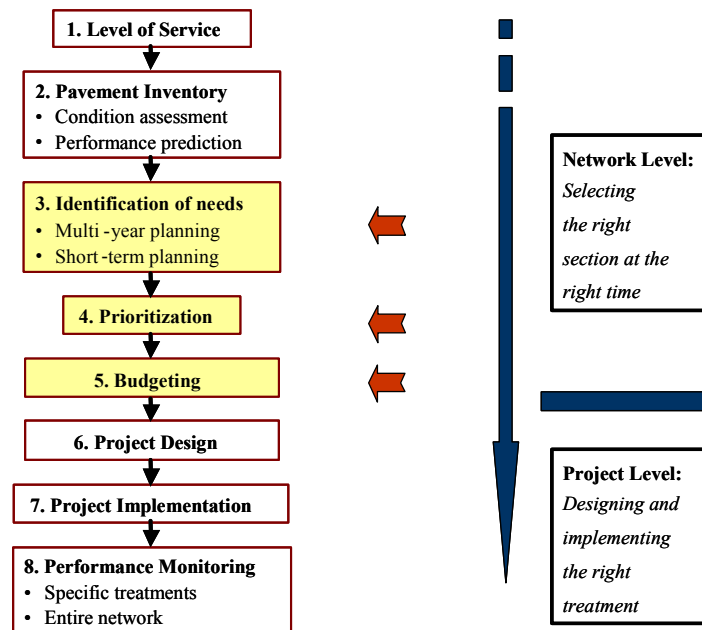 1. Level of Service
2. Pavement Inventory
• Condition assessment
• Performance prediction
3. Identification of needs
• Multi -year planning
• Short -term planning
4. Prioritization
5. Budgeting
6. Project Design
7. Project Implementation
8. Performance Monitoring
• Specific treatments
• Entire network
Network Level:
Selecting
the right
section at the
right time
Project Level:
Designing and
implementing
the right
treatment